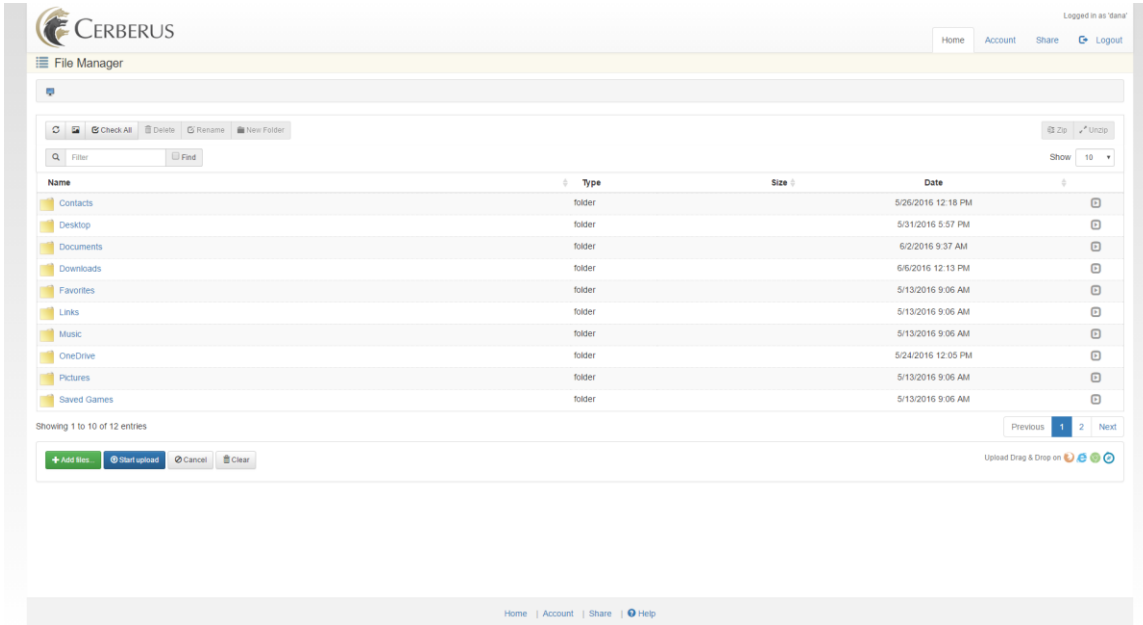 Logged in as 'dana'
CERBERUS
Home Account Share Logout
File Manager
Check All Delete Rename New Folder Zip Unzip
Filter Find Show 10
Name Type Size Date
Contacts folder 5/26/2016 12:18 PM
Desktop folder 5/31/2016 5:57 PM
Documents folder 6/2/2016 9:37 AM
Downloads folder 6/6/2016 12:13 PM
Favorites folder 5/13/2016 9:06 AM
Links folder 5/13/2016 9:06 AM
Music folder 5/13/2016 9:06 AM
OneDrive folder 5/24/2016 12:05 PM
Pictures folder 5/13/2016 9:06 AM
Saved Games folder 5/13/2016 9:06 AM
Showing 1 to 10 of 12 entries Previous 1 2 Next
Add files... Start upload Cancel Clear Upload Drag & Drop on
Home | Account | Share | Help